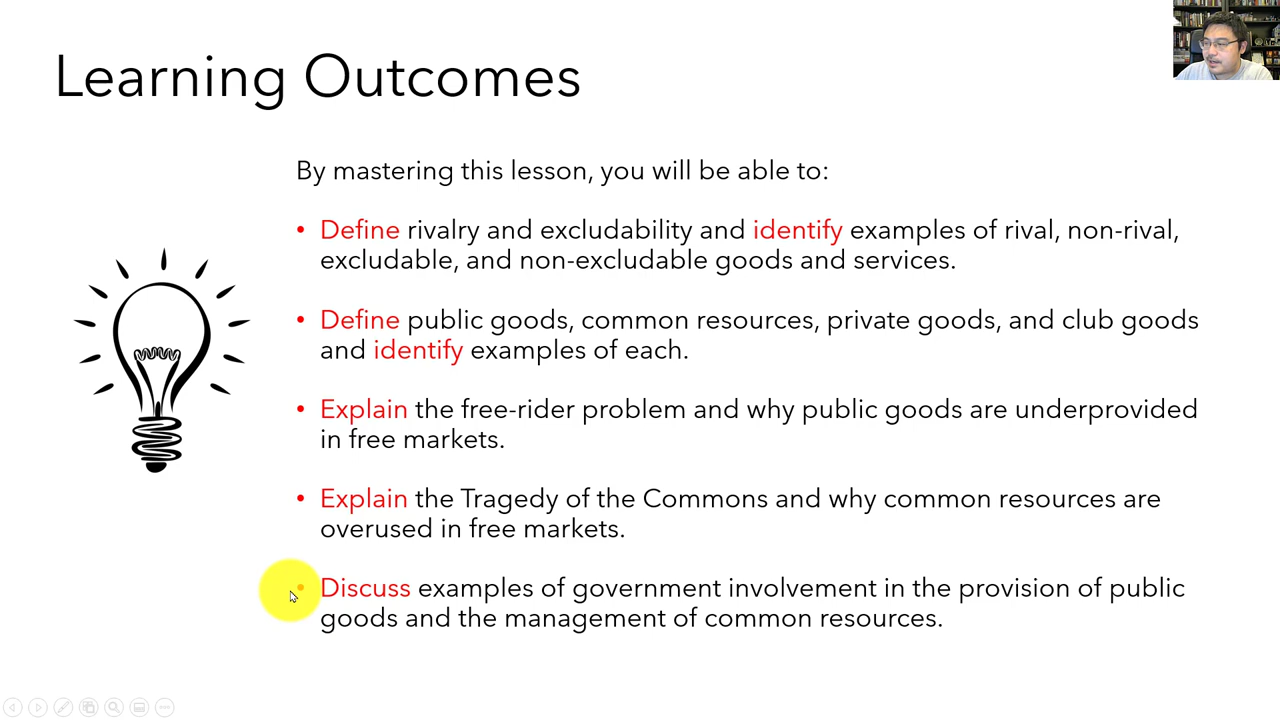 Learning Outcomes
By mastering this lesson, you will be able to:
• Define rivalry and excludability and identify examples of rival, non-rival,
excludable, and non-excludable goods and services.
• Define public goods, common resources, private goods, and club goods
and identify examples of each.
• Explain the free-rider problem and why public goods are underprovided
in free markets.
• Explain the Tragedy of the Commons and why common resources are
overused in free markets.
• Discuss examples of government involvement in the provision of public
goods and the management of common resources.